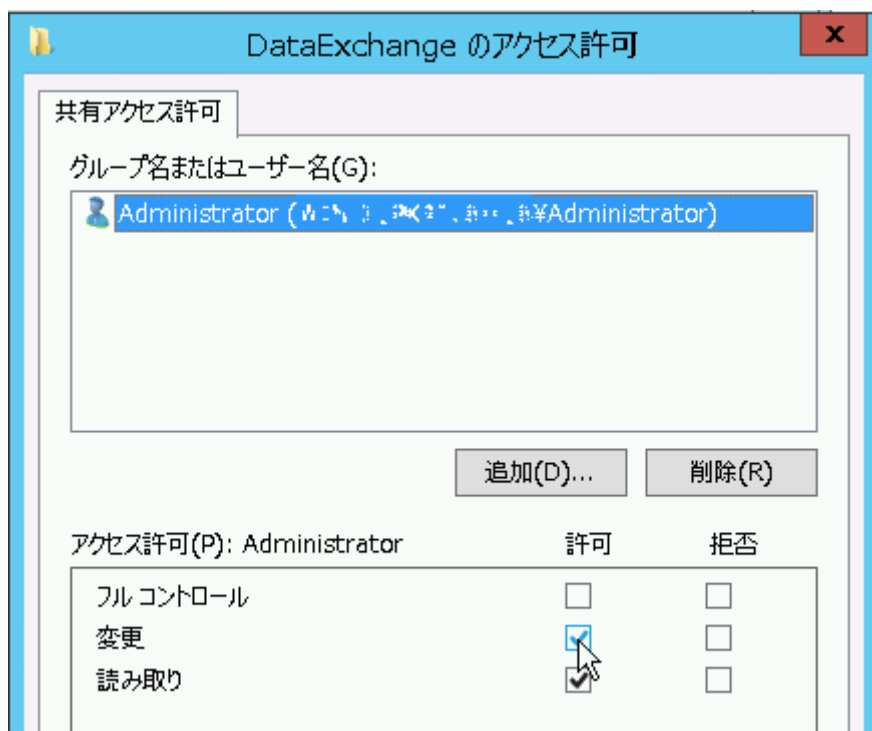 DataExchange のアクセス許可
x
共有アクセス許可
グループ名またはユーザー名(G):
Administrator ( ¥Administrator)
追加(D)... 削除(R)
アクセス許可(P): Administrator 許可 拒否
フル コントロール
変更
読み取り